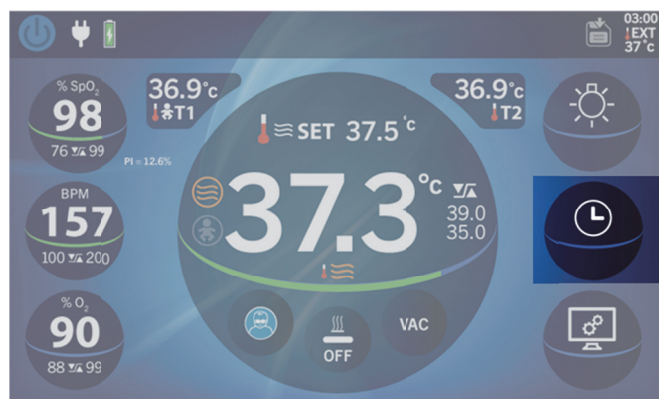 03:00
EXT
37°c
% SpO₂
98
76 99
PI = 12.6%
36.9°c
T1
36.9°c
T2
SET 37.5°c
37.3°c
39.0
35.0
BPM
157
100 200
% O₂
90
88 99
OFF
VAC